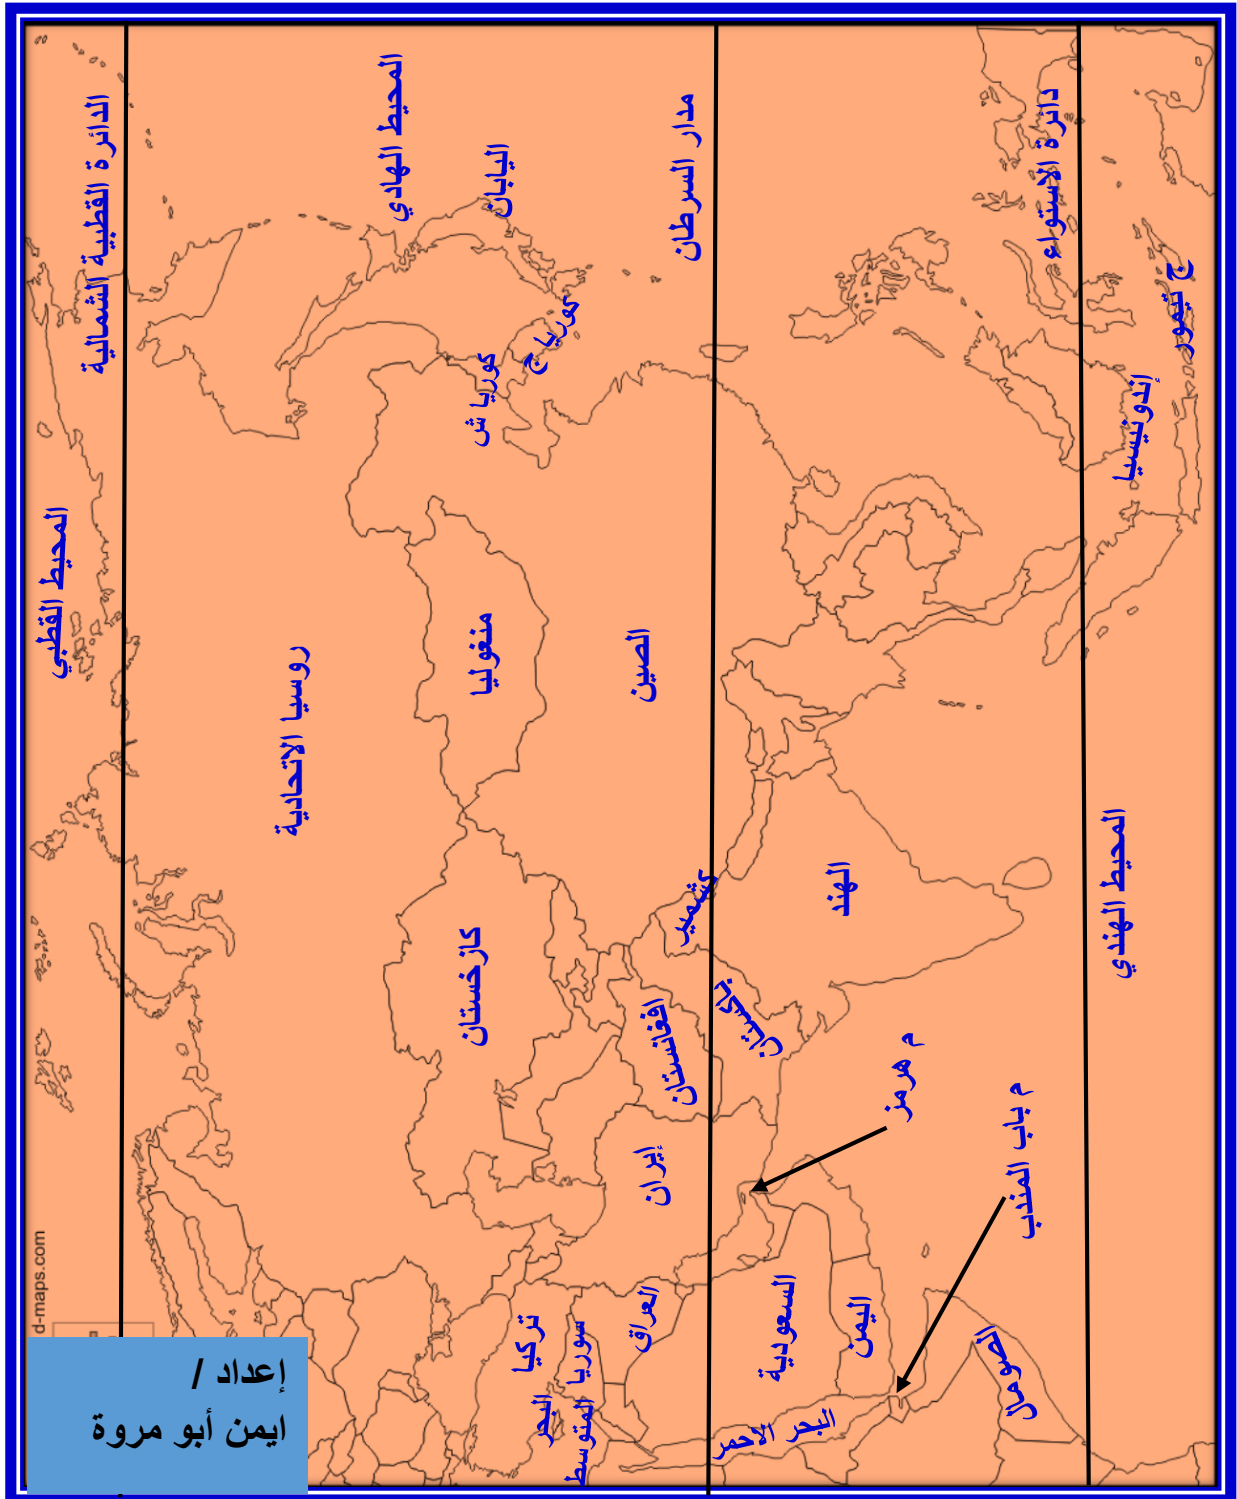 الدائرة القطبية الشمالية
المحيط الهادي
اليابان
مدار السرطان
دائرة الاستواء
ج تيمور
كوريا ج
كوريا ش
إندونيسيا
المحيط القطبي
روسيا الاتحادية
منغوليا
الصين
كازخستان
كشمير
الهند
المحيط الهندي
افغانستان
باكستان
م هرمز
م باب المندب
إيران
العراق
السعودية
اليمن
الصومال
تركيا
سوريا
البحر
المتوسط
البحر الاحمر
d-maps.com
إعداد /
ايمن أبو مروة